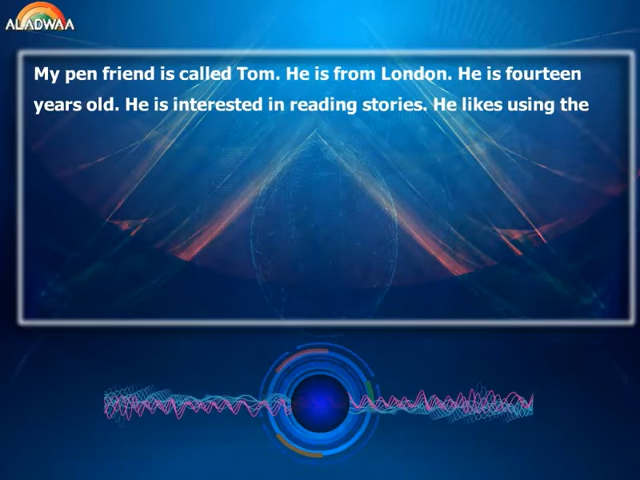 ALADWAA
My pen friend is called Tom. He is from London. He is fourteen
years old. He is interested in reading stories. He likes using the